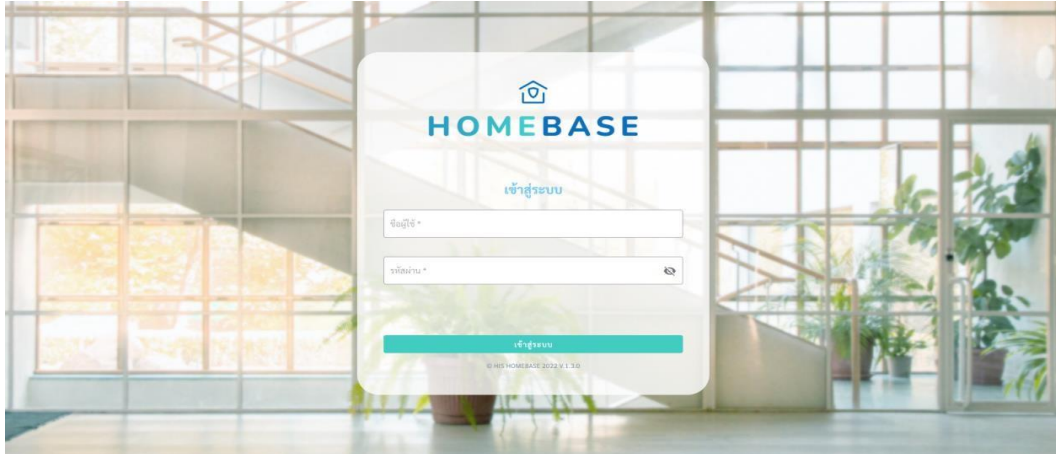 HOMEBASE
เข้าสู่ระบบ
ชื่อผู้ใช้ *
รหัสผ่าน *
เข้าสู่ระบบ
© HIS HOMEBASE 2022 V.1.3.0